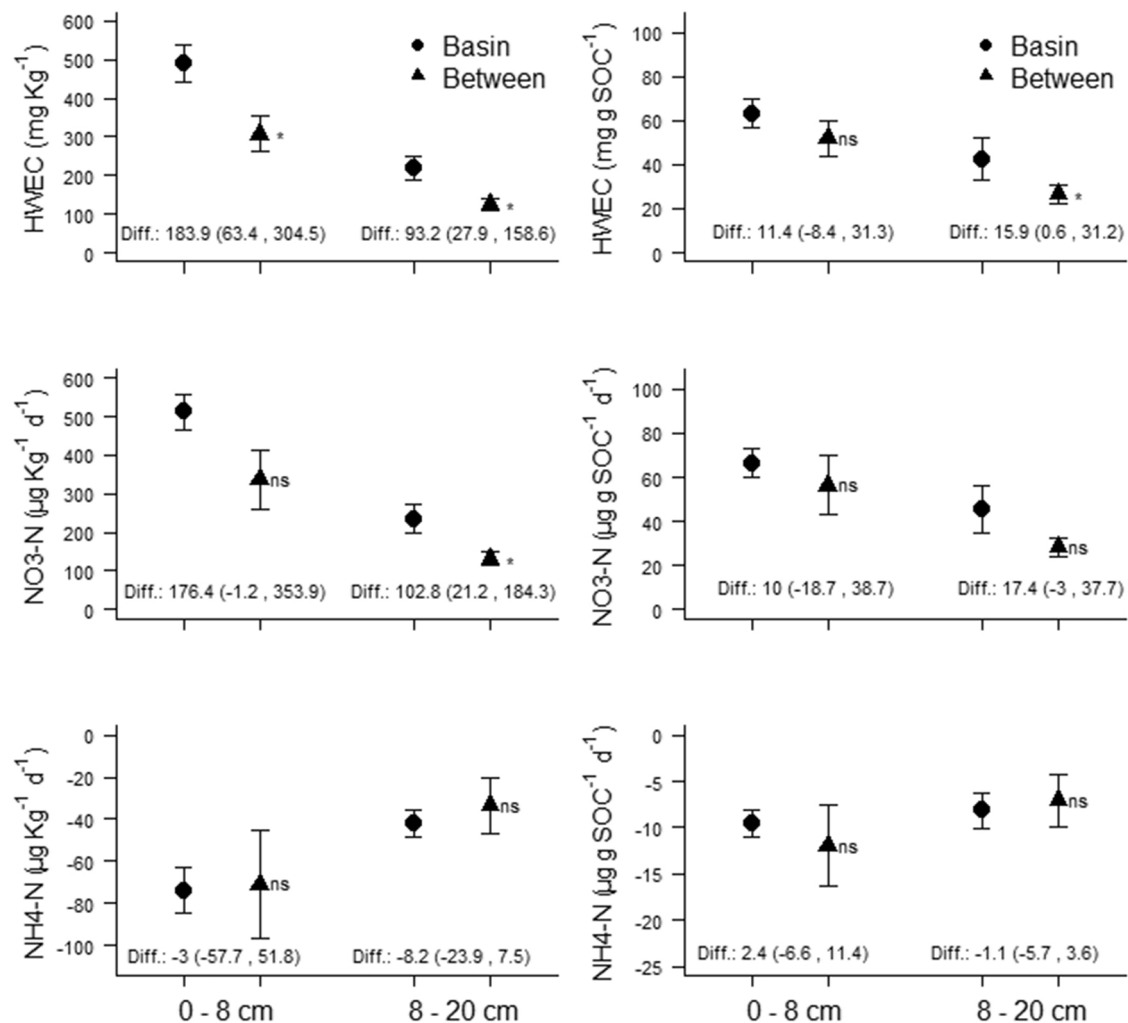 HWEC (mg Kg⁻¹)
600
500
400
300
200
100
0
Basin
Between
*
*
Diff.: 183.9 (63.4 , 304.5)
Diff.: 93.2 (27.9 , 158.6)
HWEC (mg g SOC⁻¹)
100
80
60
40
20
0
Basin
Between
ns
*
Diff.: 11.4 (-8.4 , 31.3)
Diff.: 15.9 (0.6 , 31.2)
NO3-N (µg Kg⁻¹ d⁻¹)
600
500
400
300
200
100
0
ns
*
Diff.: 176.4 (-1.2 , 353.9)
Diff.: 102.8 (21.2 , 184.3)
NO3-N (µg g SOC⁻¹ d⁻¹)
100
80
60
40
20
0
ns
ns
Diff.: 10 (-18.7 , 38.7)
Diff.: 17.4 (-3 , 37.7)
NH4-N (µg Kg⁻¹ d⁻¹)
0
-20
-40
-60
-80
-100
ns
ns
Diff.: -3 (-57.7 , 51.8)
Diff.: -8.2 (-23.9 , 7.5)
0 - 8 cm
8 - 20 cm
NH4-N (µg g SOC⁻¹ d⁻¹)
0
-5
-10
-15
-20
-25
ns
ns
Diff.: 2.4 (-6.6 , 11.4)
Diff.: -1.1 (-5.7 , 3.6)
0 - 8 cm
8 - 20 cm